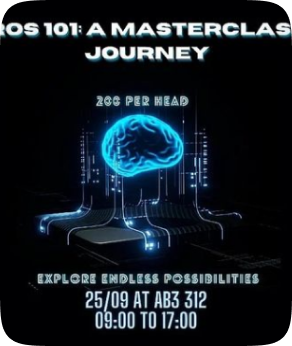 ROS 101: A MASTERCLAS
JOURNEY
200 PER HEAD
EXPLORE ENDLESS POSSIBILITIES
25/09 AT AB3 312
09:00 TO 17:00